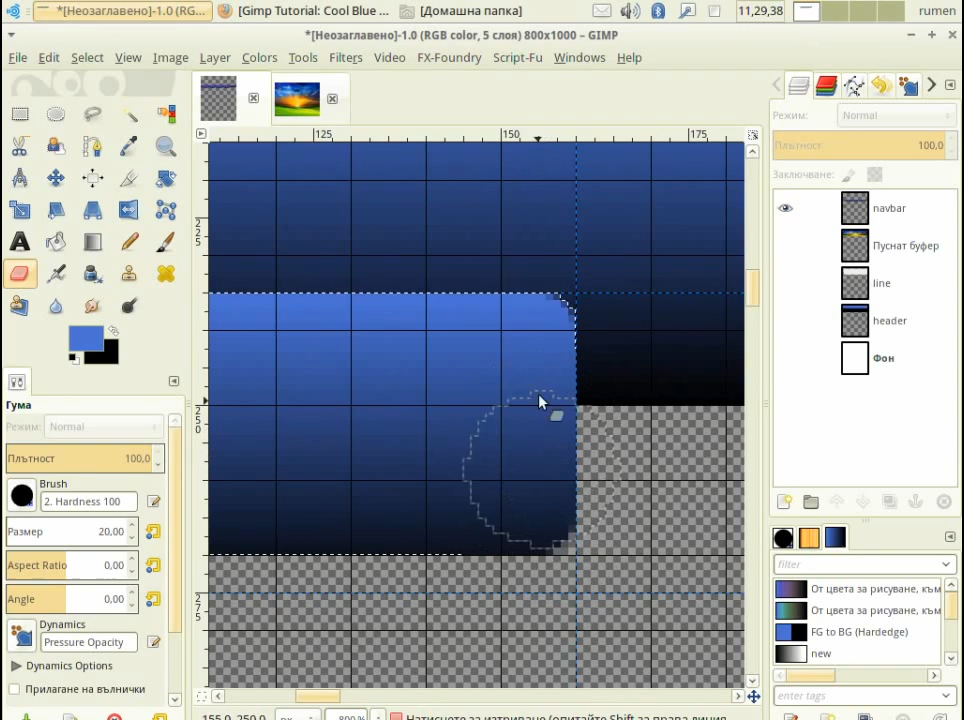 *[Неозаглавено]-1.0 (RG... [Gimp Tutorial: Cool Blue ... [Домашна папка] 11,29,38 rumen
*[Неозаглавено]-1.0 (RGB color, 5 слоя) 800x1000 – GIMP
File Edit Select View Image Layer Colors Tools Filters Video FX-Foundry Script-Fu Windows Help
125 150 175
Режим: Normal
Плътност 100,0
Заключване:
navbar
Пуснат буфер
line
header
Фон
225
250
275
Гума
Режим: Normal
Плътност 100,0
Brush
2. Hardness 100
Размер 20,00
Aspect Ratio 0,00
Angle 0,00
Dynamics
Pressure Opacity
Dynamics Options
Прилагане на вълнички
filter
От цвета за рисуване, към
От цвета за рисуване, към
FG to BG (Hardedge)
new
enter tags
155,0, 250,0 px 800% Натиснете за изтриване (опитайте Shift за права линия